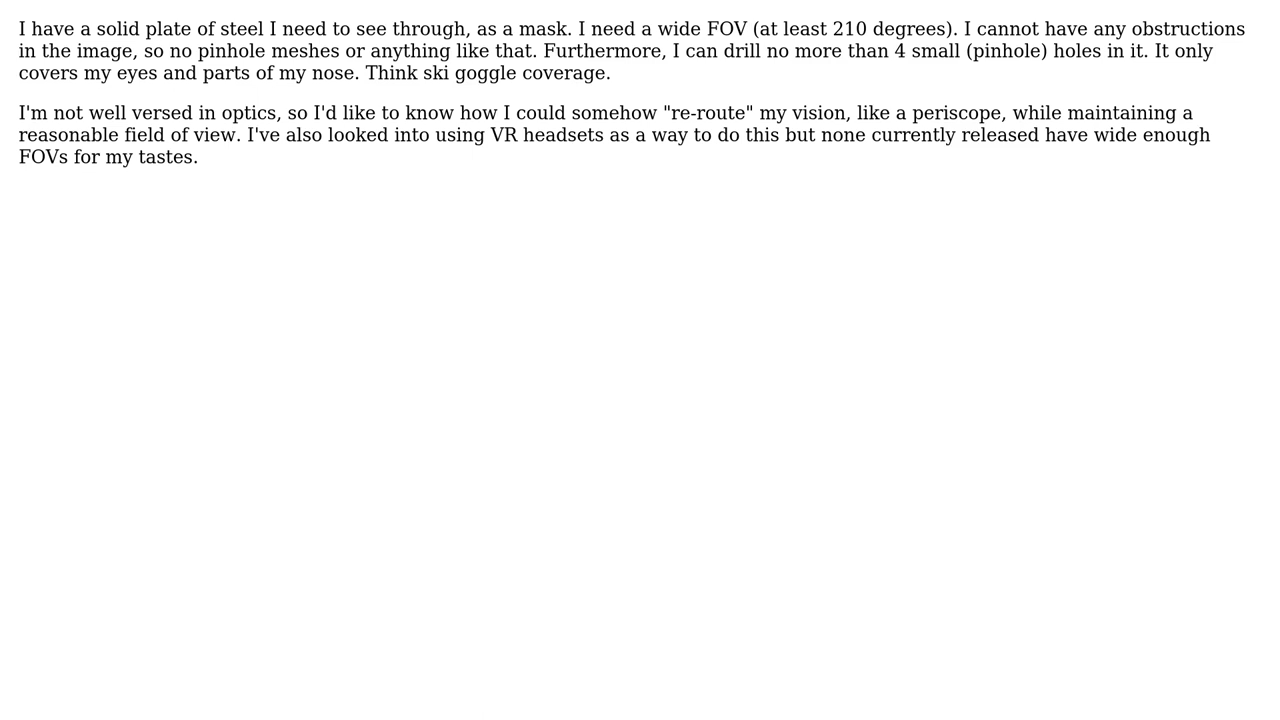 I have a solid plate of steel I need to see through, as a mask. I need a wide FOV (at least 210 degrees). I cannot have any obstructions
in the image, so no pinhole meshes or anything like that. Furthermore, I can drill no more than 4 small (pinhole) holes in it. It only
covers my eyes and parts of my nose. Think ski goggle coverage.
I'm not well versed in optics, so I'd like to know how I could somehow "re-route" my vision, like a periscope, while maintaining a
reasonable field of view. I've also looked into using VR headsets as a way to do this but none currently released have wide enough
FOVs for my tastes.